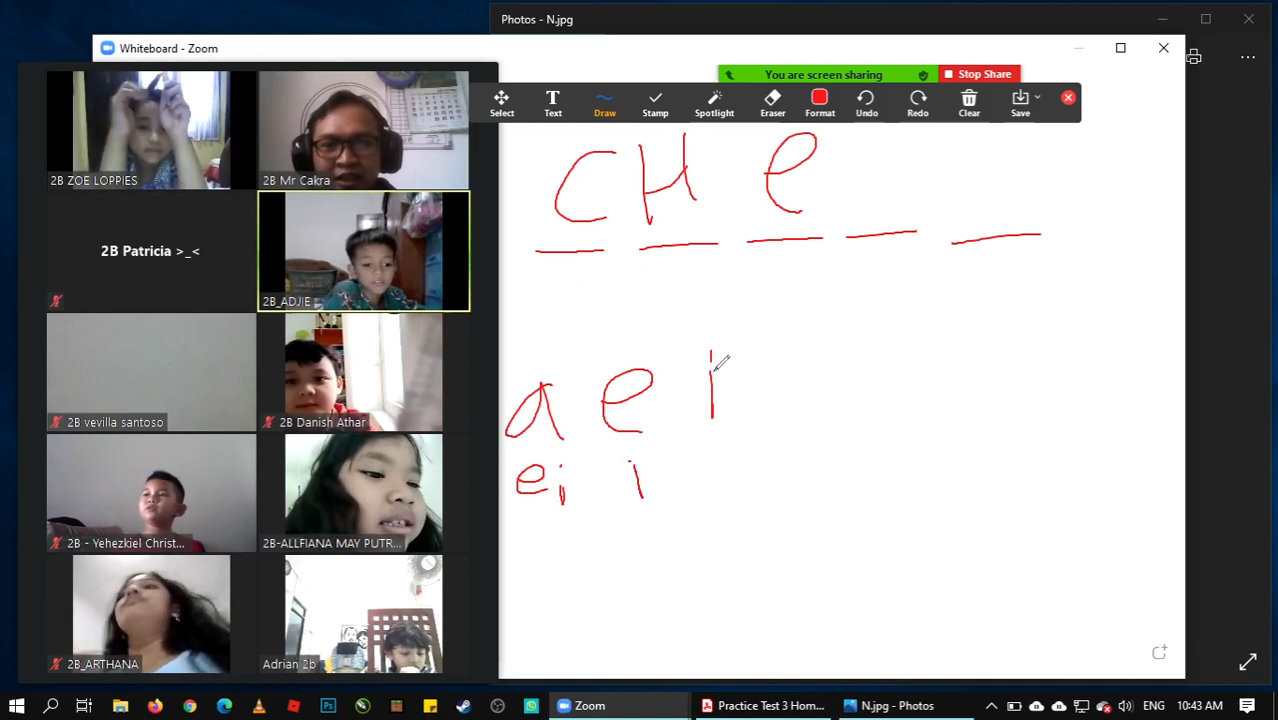 Photos - N.jpg
Whiteboard - Zoom
You are screen sharing
Stop Share
Select
Text
Draw
Stamp
Spotlight
Eraser
Format
Undo
Redo
Clear
Save
2B ZOE LOPPIES
2B Mr Cakra
2B Patricia >_<
2B_ADJIE
2B vevilla santoso
2B Danish Athar
2B - Yehezkiel Christ...
2B-ALLFIANA MAY PUTR...
2B_ARTHANA
Adrian 2b
CH e
a e i
ei i
Zoom
Practice Test 3 Hom...
N.jpg - Photos
ENG
10:43 AM